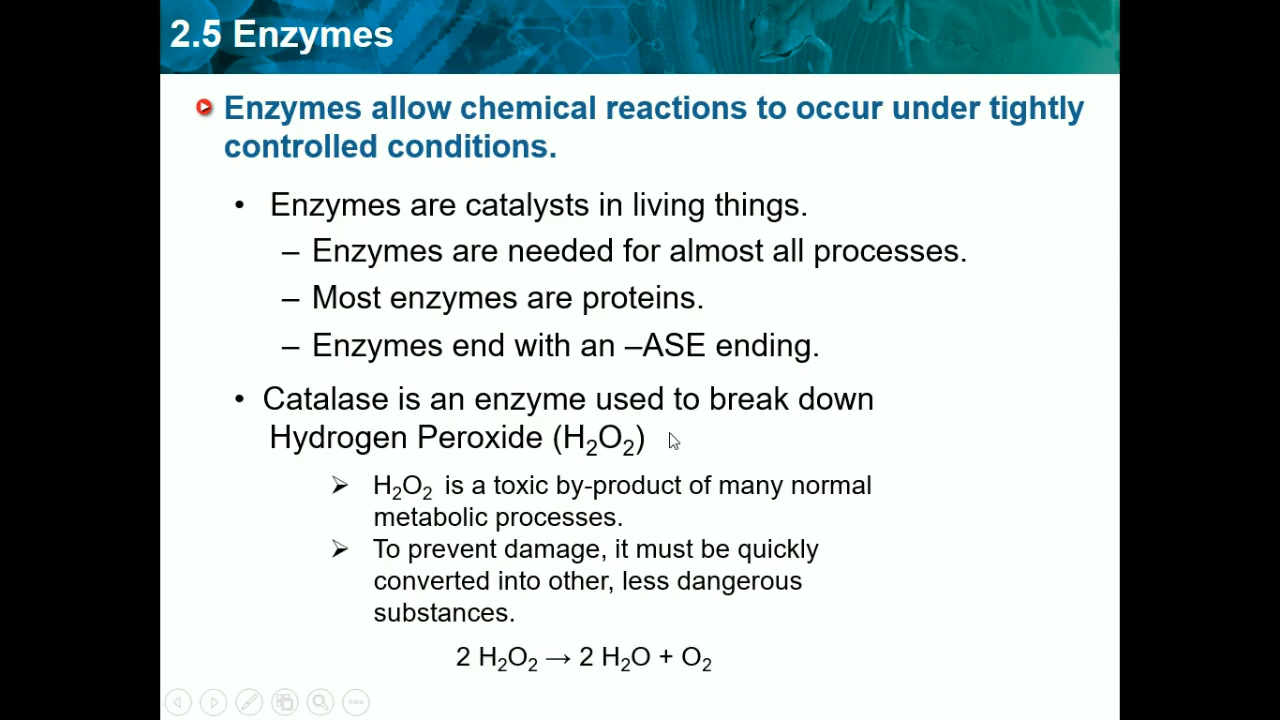 2.5 Enzymes
Enzymes allow chemical reactions to occur under tightly
controlled conditions.
• Enzymes are catalysts in living things.
– Enzymes are needed for almost all processes.
– Most enzymes are proteins.
– Enzymes end with an –ASE ending.
• Catalase is an enzyme used to break down
Hydrogen Peroxide (H₂O₂)
➢ H₂O₂ is a toxic by-product of many normal
metabolic processes.
➢ To prevent damage, it must be quickly
converted into other, less dangerous
substances.
2 H₂O₂ → 2 H₂O + O₂